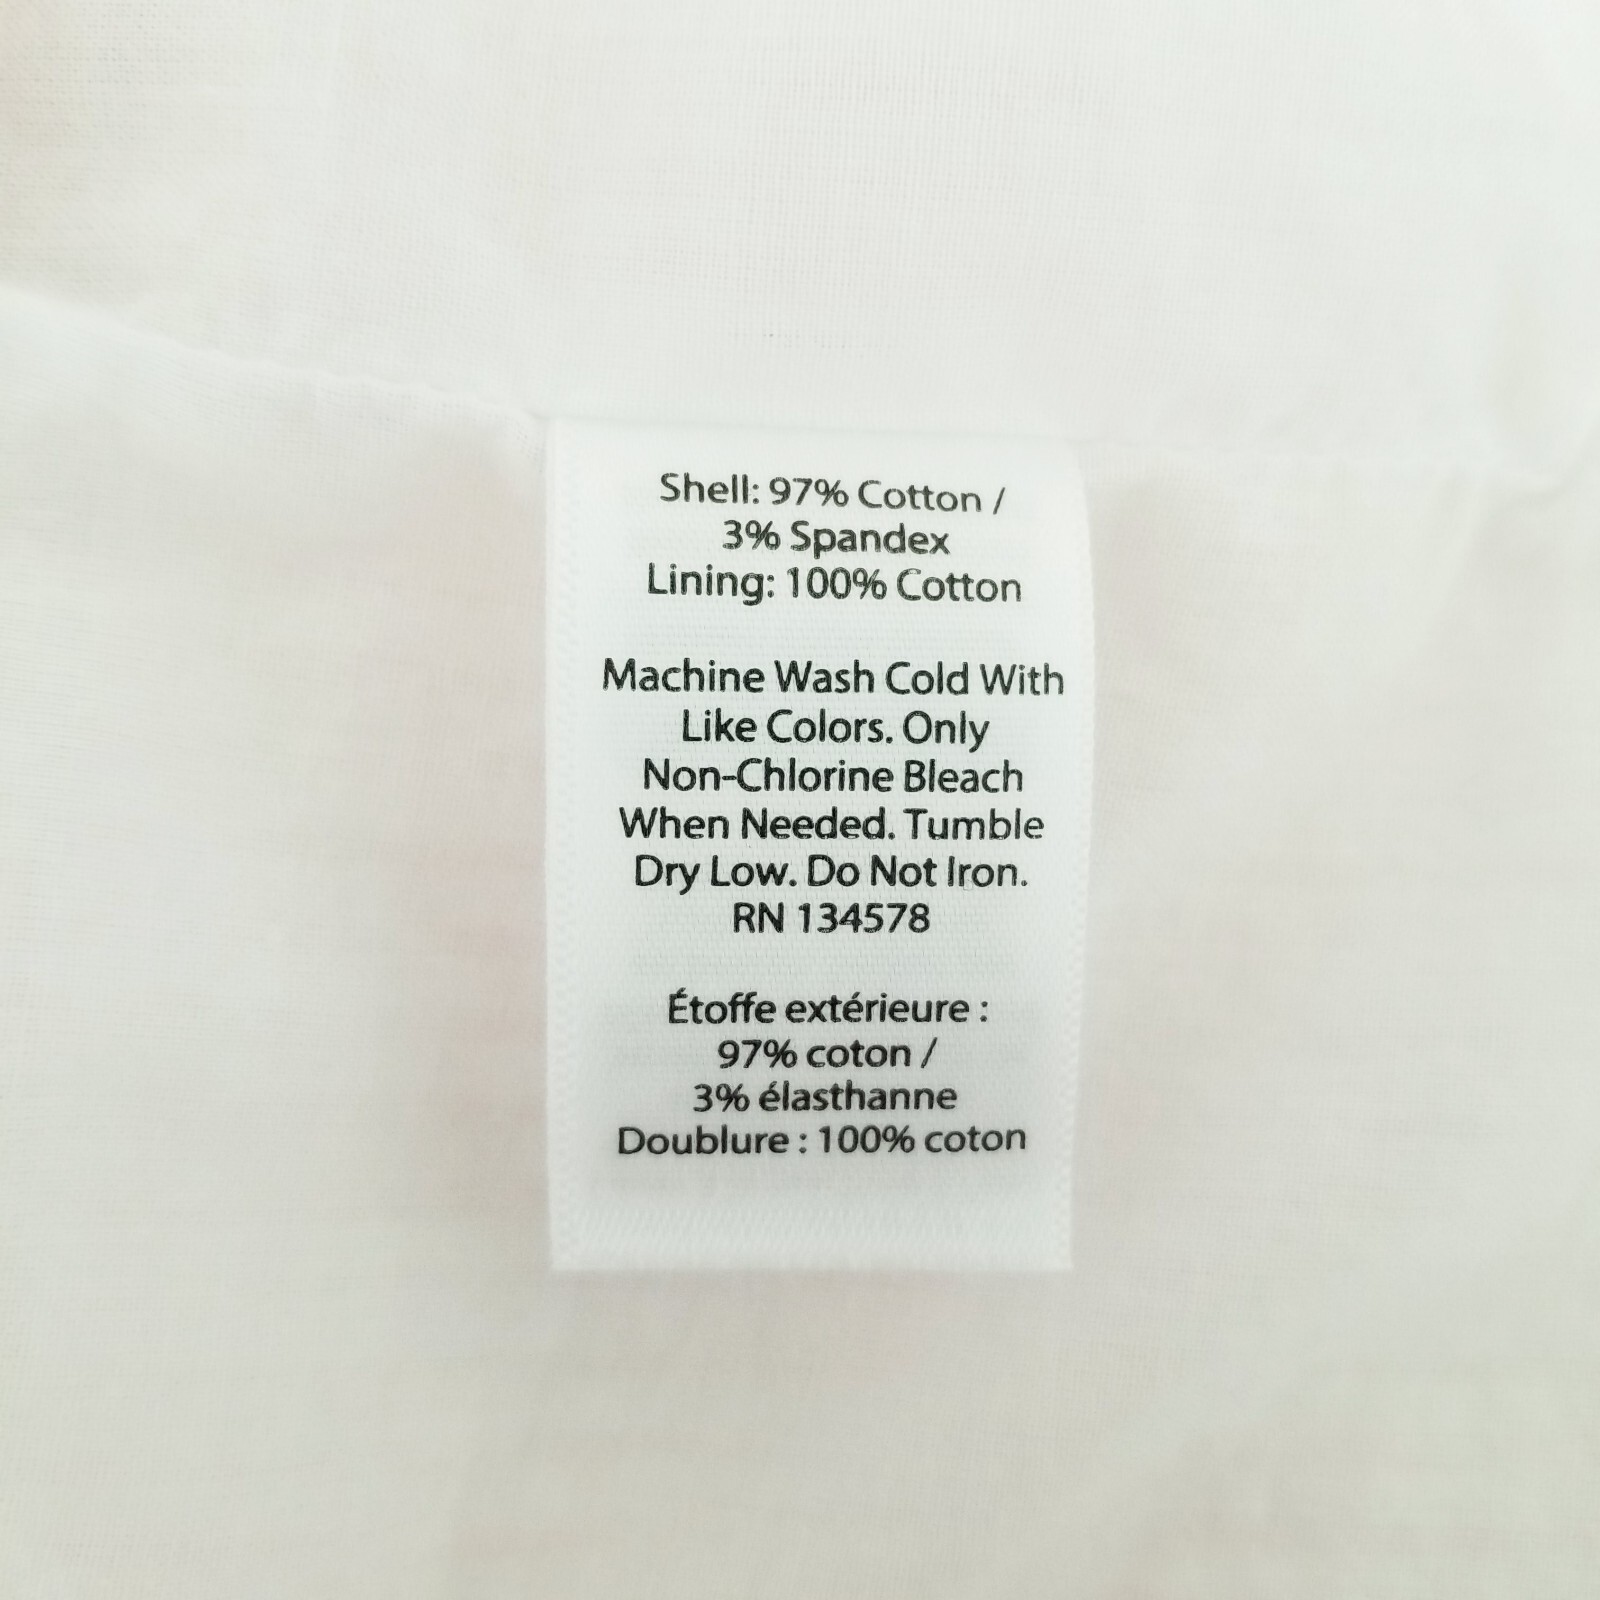 Shell: 97% Cotton /
3% Spandex
Lining: 100% Cotton
Machine Wash Cold With
Like Colors. Only
Non-Chlorine Bleach
When Needed. Tumble
Dry Low. Do Not Iron.
RN 134578
Étoffe extérieure :
97% coton /
3% élasthanne
Doublure : 100% coton